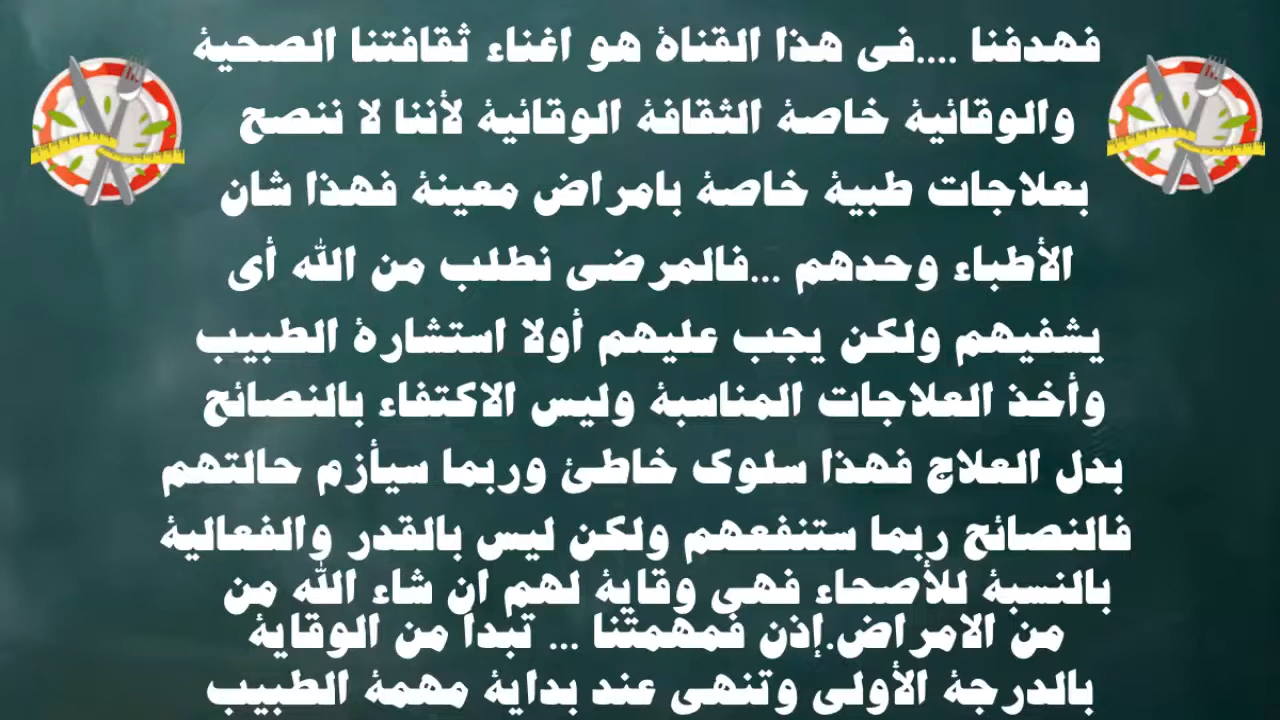 فهدفنا ....فى هذا القناة هو اغناء ثقافتنا الصحية
والوقائية خاصة الثقافة الوقائية لأننا لا ننصح
بعلاجات طبية خاصة بامراض معينة فهذا شان
الأطباء وحدهم ...فالمرضى نطلب من الله أى
يشفيهم ولكن يجب عليهم أولا استشارة الطبيب
وأخذ العلاجات المناسبة وليس الاكتفاء بالنصائح
بدل العلاج فهذا سلوك خاطئ وربما سيأزم حالتهم
فالنصائح ربما ستنفعهم ولكن ليس بالقدر والفعالية
بالنسبة للأصحاء فهى وقاية لهم ان شاء الله من
من الامراض.إذن فمهمتنا ... تبدأ من الوقاية
بالدرجة الأولى وتنهى عند بداية مهمة الطبيب